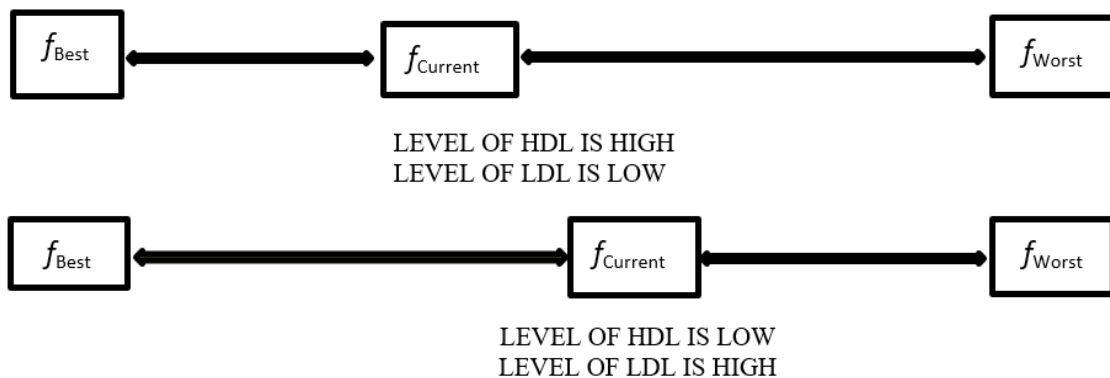 fBest fCurrent fWorst
LEVEL OF HDL IS HIGH
LEVEL OF LDL IS LOW
fBest fCurrent fWorst
LEVEL OF HDL IS LOW
LEVEL OF LDL IS HIGH